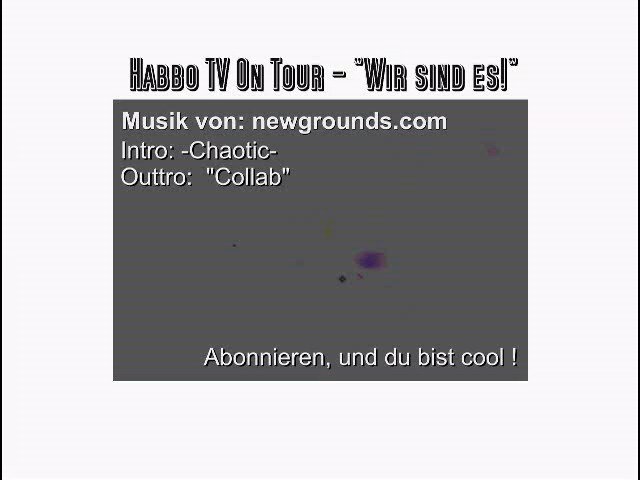 Habbo TV On Tour - "Wir sind es!"
Musik von: newgrounds.com
Intro: -Chaotic-
Outtro: "Collab"
Abonnieren, und du bist cool !